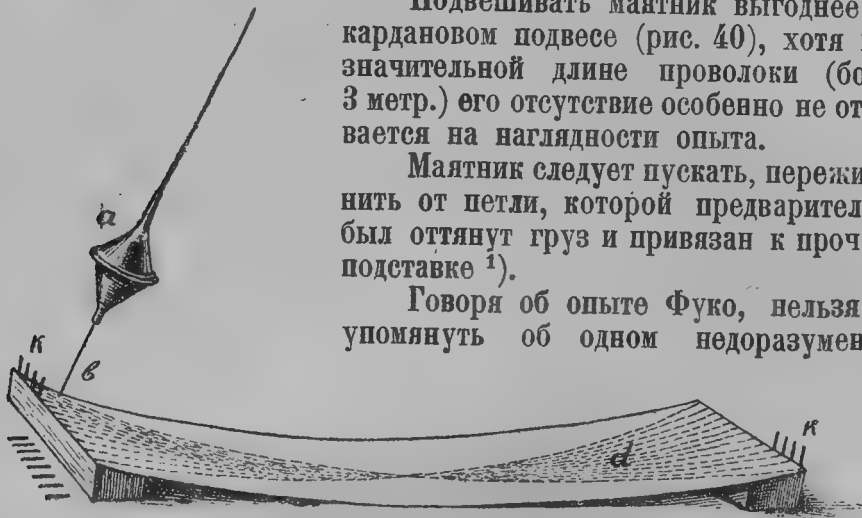 Подвешивать маятник выгоднее
кардановом подвесе (рис. 40), хотя
значительной длине проволоки (бо
3 метр.) его отсутствие особенно не от
вается на наглядности опыта.
Маятник следует пускать, пережи
нить от петли, которой предварител
был оттянут груз и привязан к проч
подставке ¹).
Говоря об опыте Фуко, нельзя
упомянуть об одном недоразумен
а
к
в
к
d